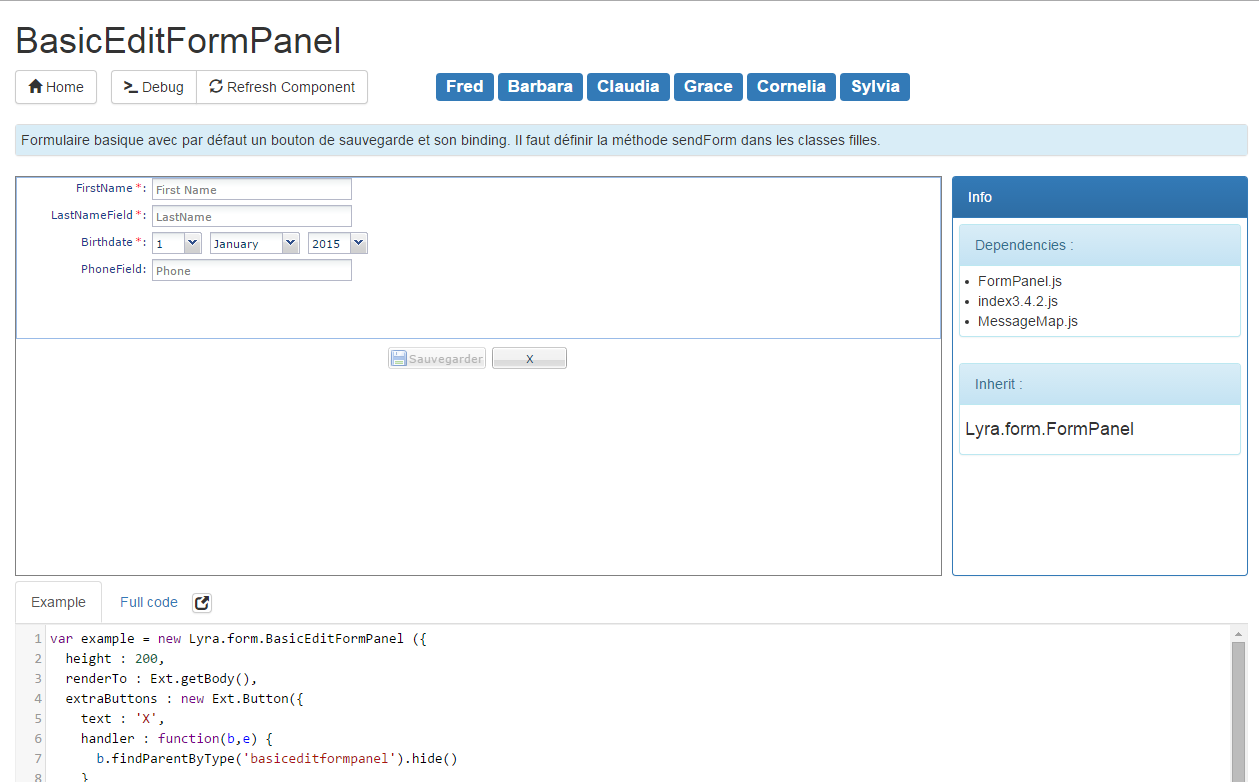 BasicEditFormPanel
Home Debug Refresh Component Fred Barbara Claudia Grace Cornelia Sylvia
Formulaire basique avec par défaut un bouton de sauvegarde et son binding. Il faut définir la méthode sendForm dans les classes filles.
FirstName *: First Name
LastNameField *: LastName
Birthdate *: 1 January 2015
PhoneField: Phone
Sauvegarder X
Info
Dependencies :
• FormPanel.js
• index3.4.2.js
• MessageMap.js
Inherit :
Lyra.form.FormPanel
Example Full code
1 var example = new Lyra.form.BasicEditFormPanel ({
2 height : 200,
3 renderTo : Ext.getBody(),
4 extraButtons : new Ext.Button({
5 text : 'X',
6 handler : function(b,e) {
7 b.findParentByType('basiceditformpanel').hide()
8 }